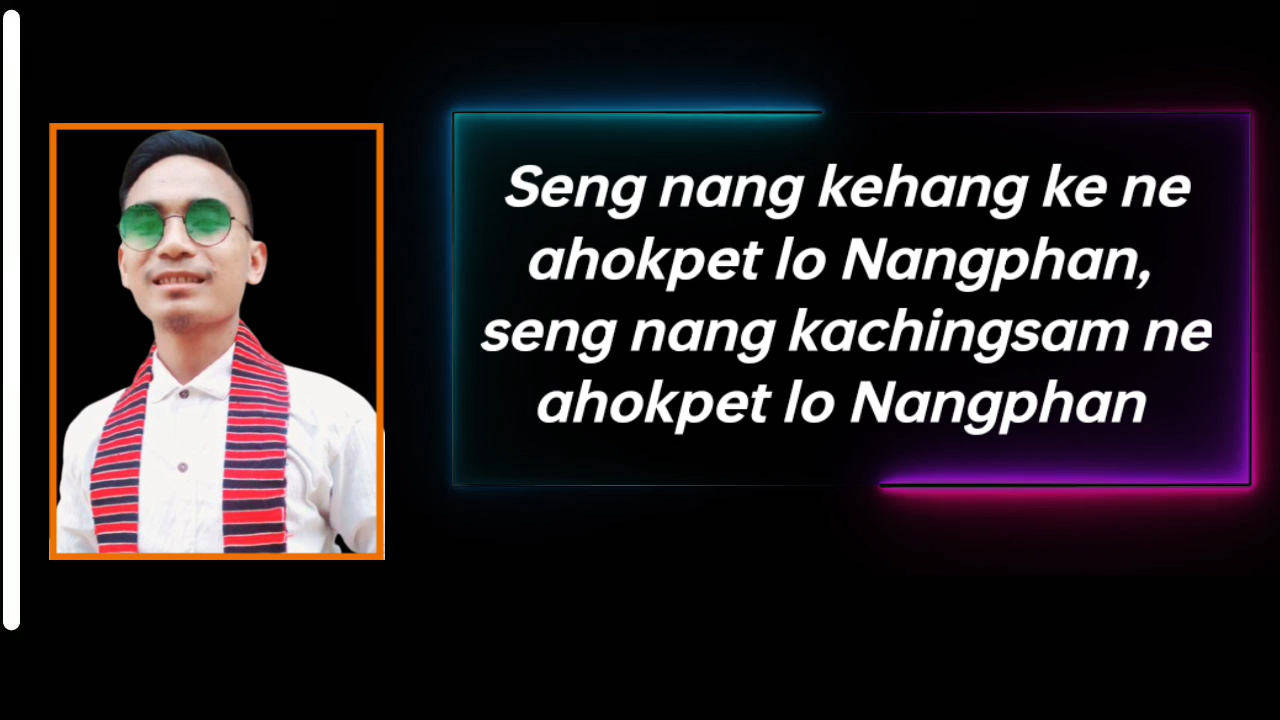 Seng nang kehang ke ne
ahokpet lo Nangphan,
seng nang kachingsam ne
ahokpet lo Nangphan